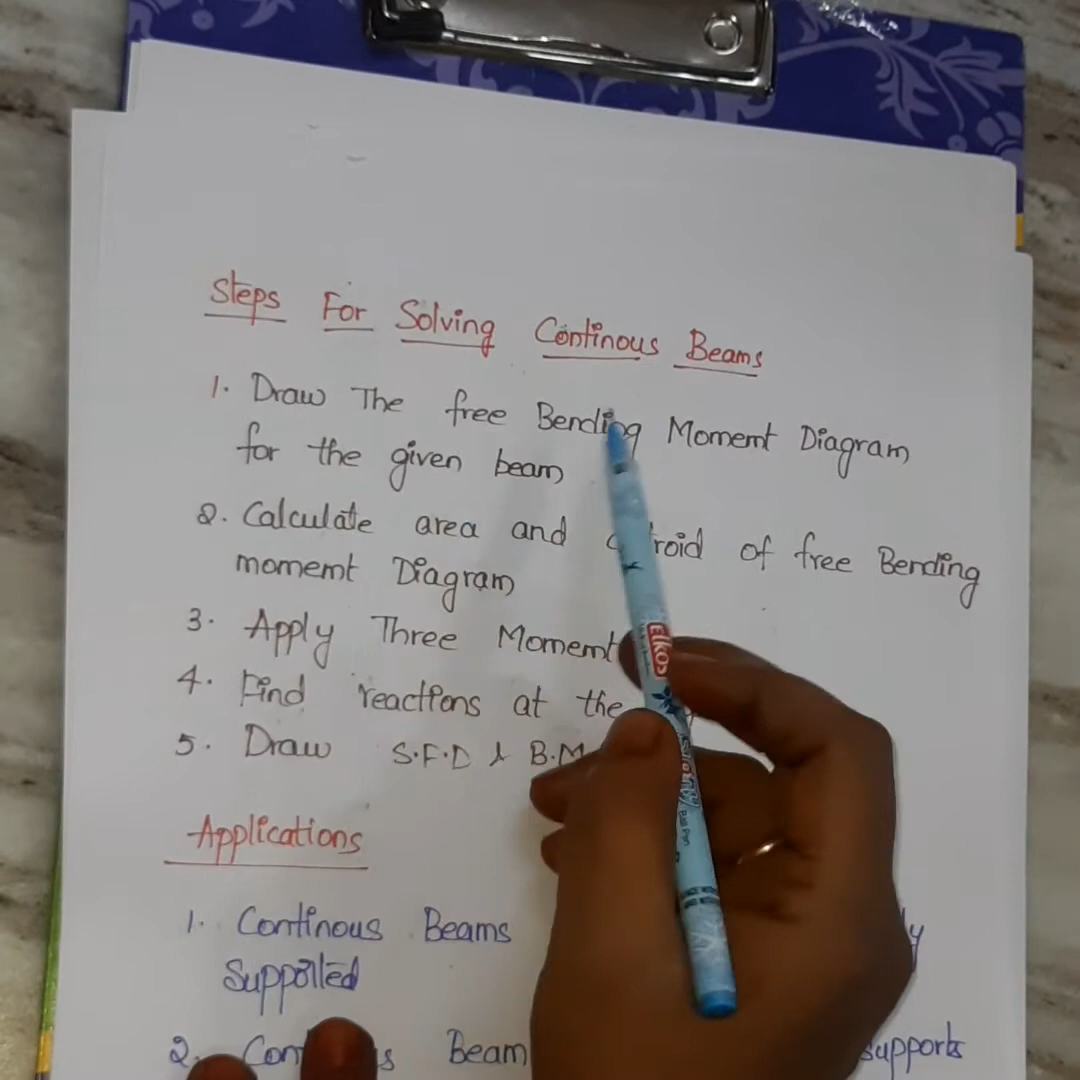 Steps For Solving Continous Beams
1. Draw The free Bending Moment Diagram
for the given beam
2. Calculate area and of free Bending
moment Diagram
3. Apply Three Moment
4. Find reactions at the
5. Draw S.F.D & B.M
Applications
1. Continous Beams
Supported
2. Beam supports
Elkos